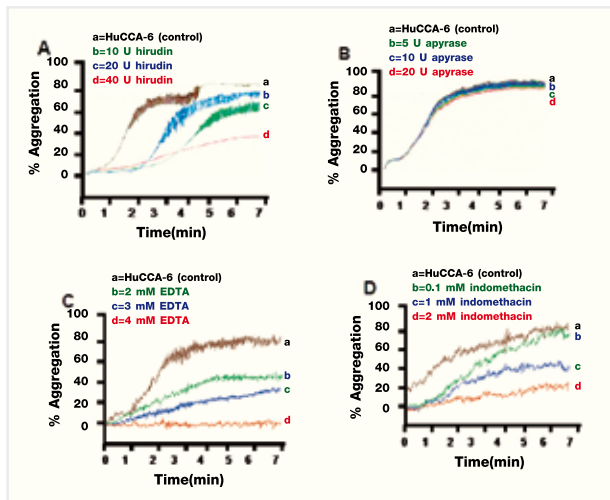 A
a=HuCCA-6 (control)
b=10 U hirudin
c=20 U hirudin
d=40 U hirudin
% Aggregation
100
80
60
40
20
0
a
b
c
d
0 1 2 3 4 5 6 7
Time(min)
B
a=HuCCA-6 (control)
b=5 U apyrase
c=10 U apyrase
d=20 U apyrase
% Aggregation
100
80
60
40
20
0
a
b
c
d
0 1 2 3 4 5 6 7
Time(min)
C
a=HuCCA-6 (control)
b=2 mM EDTA
c=3 mM EDTA
d=4 mM EDTA
% Aggregation
100
80
60
40
20
0
a
b
c
d
0 1 2 3 4 5 6 7
Time(min)
D
a=HuCCA-6 (control)
b=0.1 mM indomethacin
c=1 mM indomethacin
d=2 mM indomethacin
% Aggregation
100
80
60
40
20
0
a
b
c
d
0 1 2 3 4 5 6 7
Time(min)